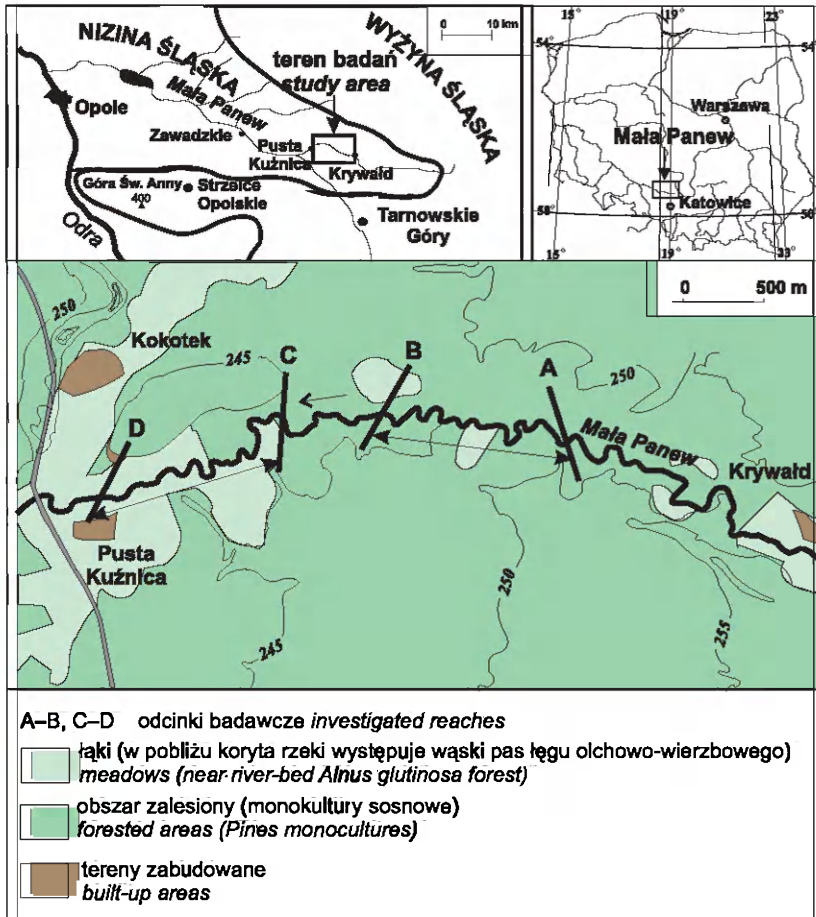 NIZINA ŚLĄSKA
WYŻYNA ŚLĄSKA
0 10 km
teren badań
study area
Mała Panew
Opole
Zawadzkie
Pusta
Kuźnica
Krywałd
Góra Św. Anny
400
Strzelce
Opolskie
Odra
Tarnowskie
Góry
15° 19° 23°
54° 54°
Warszawa
Mała Panew
Katowice
50°
15° 19° 23°
0 500 m
250
Kokotek
245
C
B
A
250
D
Mała Panew
Krywałd
Pusta
Kuźnica
245
250
255
A–B, C–D odcinki badawcze investigated reaches
łąki (w pobliżu koryta rzeki występuje wąski pas łęgu olchowo-wierzbowego)
meadows (near river-bed Alnus glutinosa forest)
obszar zalesiony (monokultury sosnowe)
forested areas (Pines monocultures)
tereny zabudowane
built-up areas